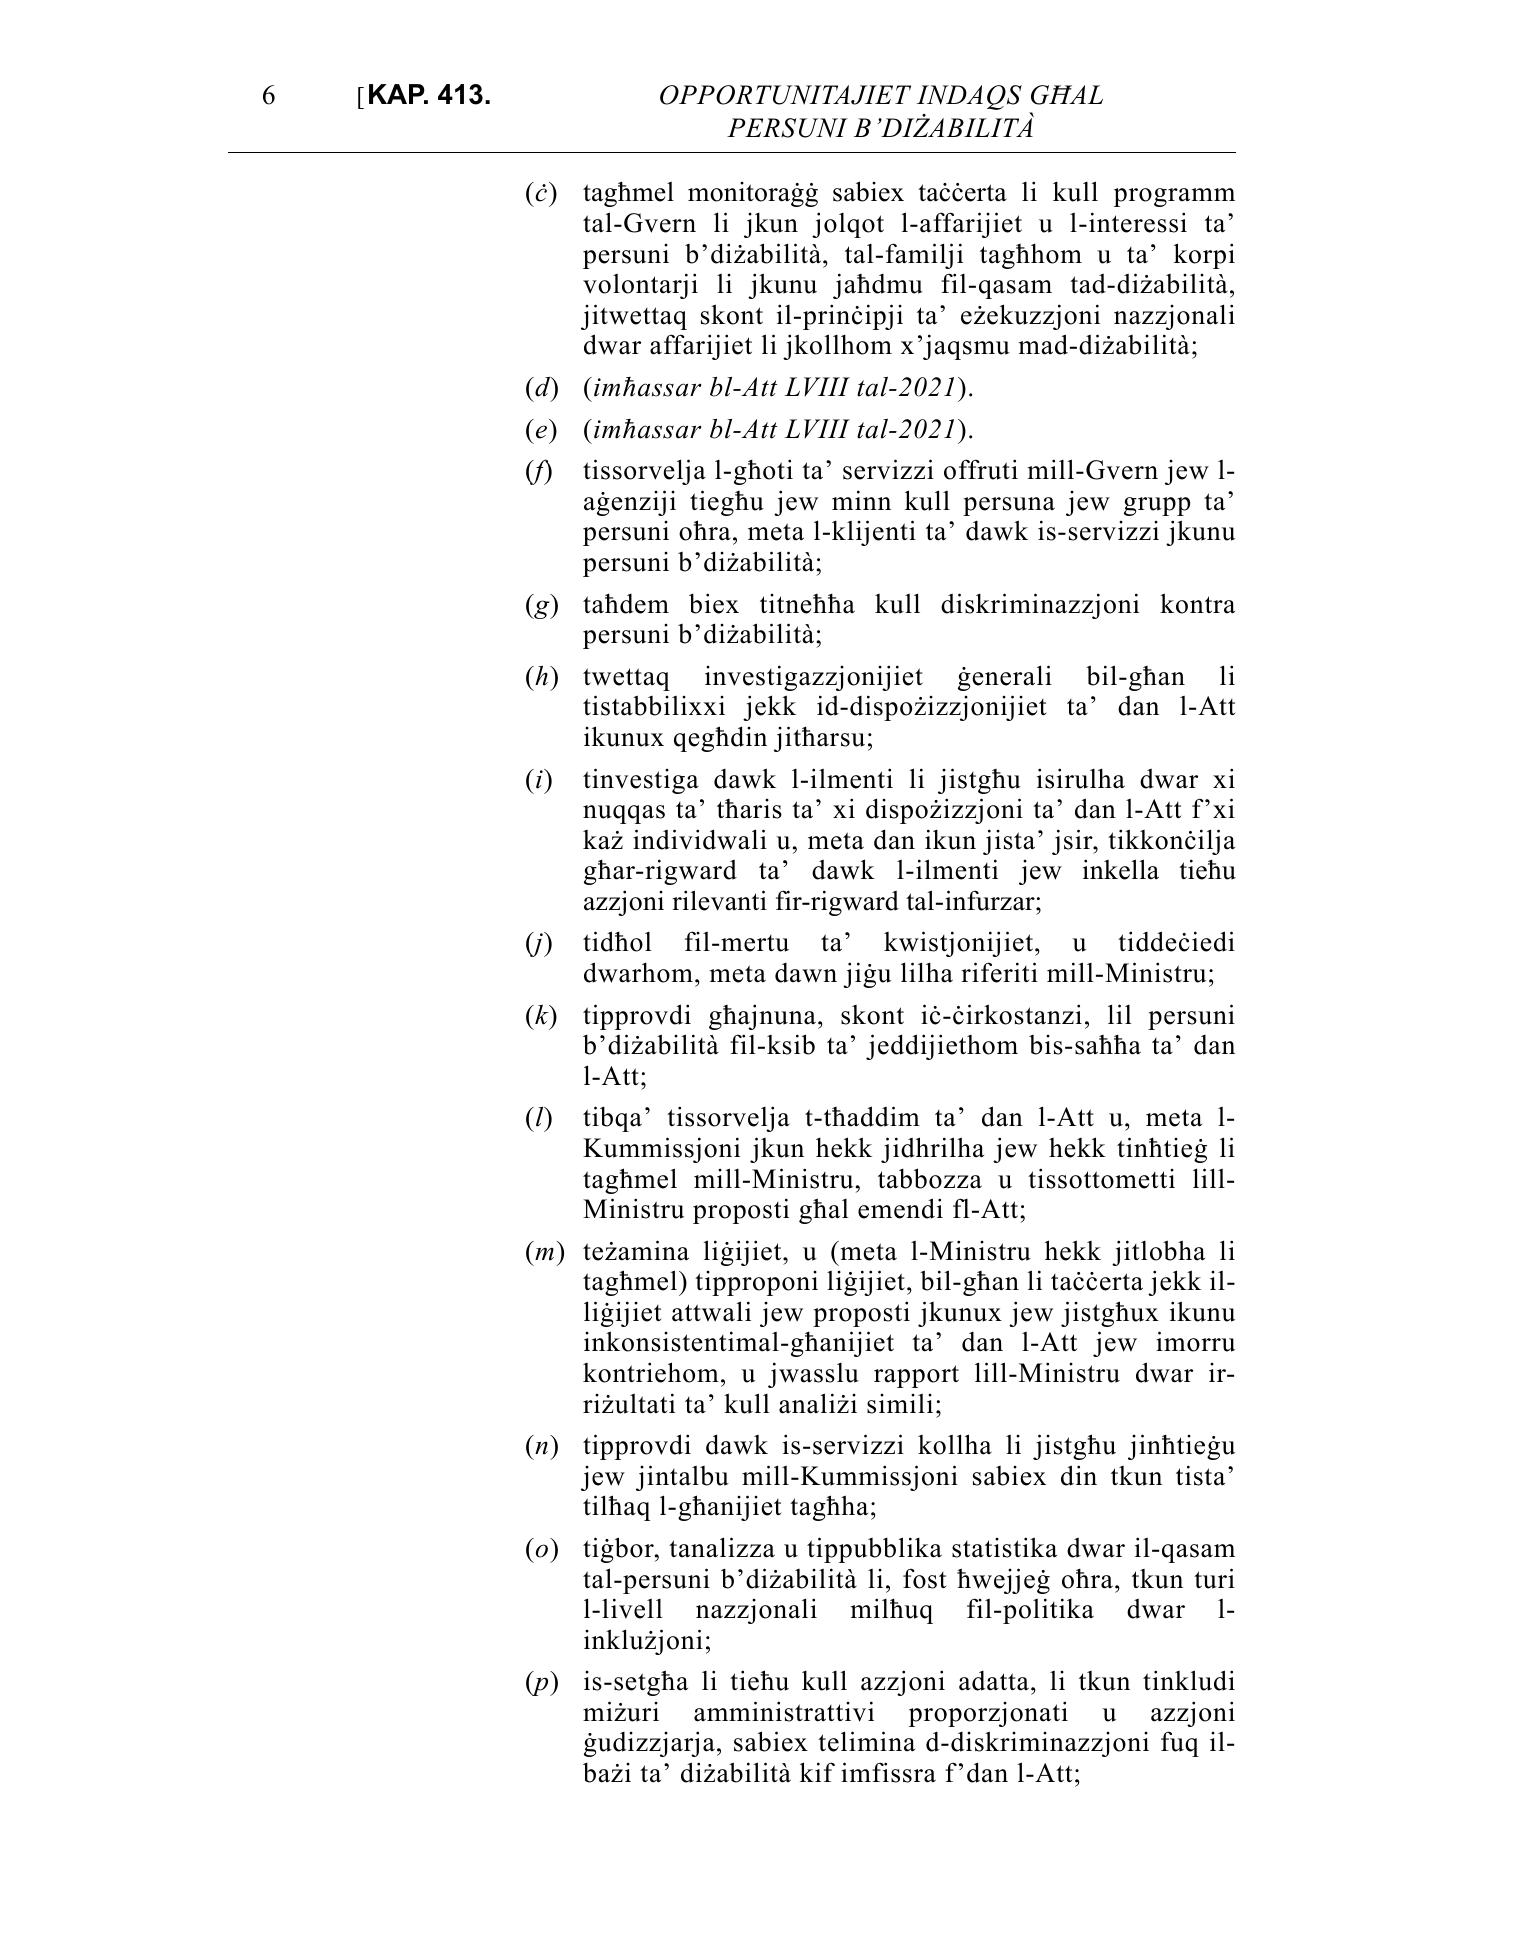 6 [KAP. 413. OPPORTUNITAJIET INDAQS GĦAL
PERSUNI B’DIŻABILITÀ
(ċ) tagħmel monitoraġġ sabiex taċċerta li kull programm
tal-Gvern li jkun jolqot l-affarijiet u l-interessi ta’
persuni b’diżabilità, tal-familji tagħhom u ta’ korpi
volontarji li jkunu jaħdmu fil-qasam tad-diżabilità,
jitwettaq skont il-prinċipji ta’ eżekuzzjoni nazzjonali
dwar affarijiet li jkollhom x’jaqsmu mad-diżabilità;
(d) (imħassar bl-Att LVIII tal-2021).
(e) (imħassar bl-Att LVIII tal-2021).
(f) tissorvelja l-għoti ta’ servizzi offruti mill-Gvern jew l-
aġenziji tiegħu jew minn kull persuna jew grupp ta’
persuni oħra, meta l-klijenti ta’ dawk is-servizzi jkunu
persuni b’diżabilità;
(g) taħdem biex titneħħa kull diskriminazzjoni kontra
persuni b’diżabilità;
(h) twettaq investigazzjonijiet ġenerali bil-għan li
tistabbilixxi jekk id-dispożizzjonijiet ta’ dan l-Att
ikunux qegħdin jitħarsu;
(i) tinvestiga dawk l-ilmenti li jistgħu isirulha dwar xi
nuqqas ta’ tħaris ta’ xi dispożizzjoni ta’ dan l-Att f’xi
każ individwali u, meta dan ikun jista’ jsir, tikkonċilja
għar-rigward ta’ dawk l-ilmenti jew inkella tieħu
azzjoni rilevanti fir-rigward tal-infurzar;
(j) tidħol fil-mertu ta’ kwistjonijiet, u tiddeċiedi
dwarhom, meta dawn jiġu lilha riferiti mill-Ministru;
(k) tipprovdi għajnuna, skont iċ-ċirkostanzi, lil persuni
b’diżabilità fil-ksib ta’ jeddijiethom bis-saħħa ta’ dan
l-Att;
(l) tibqa’ tissorvelja t-tħaddim ta’ dan l-Att u, meta l-
Kummissjoni jkun hekk jidhrilha jew hekk tinħtieġ li
tagħmel mill-Ministru, tabbozza u tissottometti lill-
Ministru proposti għal emendi fl-Att;
(m) teżamina liġijiet, u (meta l-Ministru hekk jitlobha li
tagħmel) tipproponi liġijiet, bil-għan li taċċerta jekk il-
liġijiet attwali jew proposti jkunux jew jistgħux ikunu
inkonsistentimal-għanijiet ta’ dan l-Att jew imorru
kontriehom, u jwasslu rapport lill-Ministru dwar ir-
riżultati ta’ kull analiżi simili;
(n) tipprovdi dawk is-servizzi kollha li jistgħu jinħtieġu
jew jintalbu mill-Kummissjoni sabiex din tkun tista’
tilħaq l-għanijiet tagħha;
(o) tiġbor, tanalizza u tippubblika statistika dwar il-qasam
tal-persuni b’diżabilità li, fost ħwejjeġ oħra, tkun turi
l-livell nazzjonali milħuq fil-politika dwar l-
inklużjoni;
(p) is-setgħa li tieħu kull azzjoni adatta, li tkun tinkludi
miżuri amministrattivi proporzjonati u azzjoni
ġudizzjarja, sabiex telimina d-diskriminazzjoni fuq il-
bażi ta’ diżabilità kif imfissra f’dan l-Att;